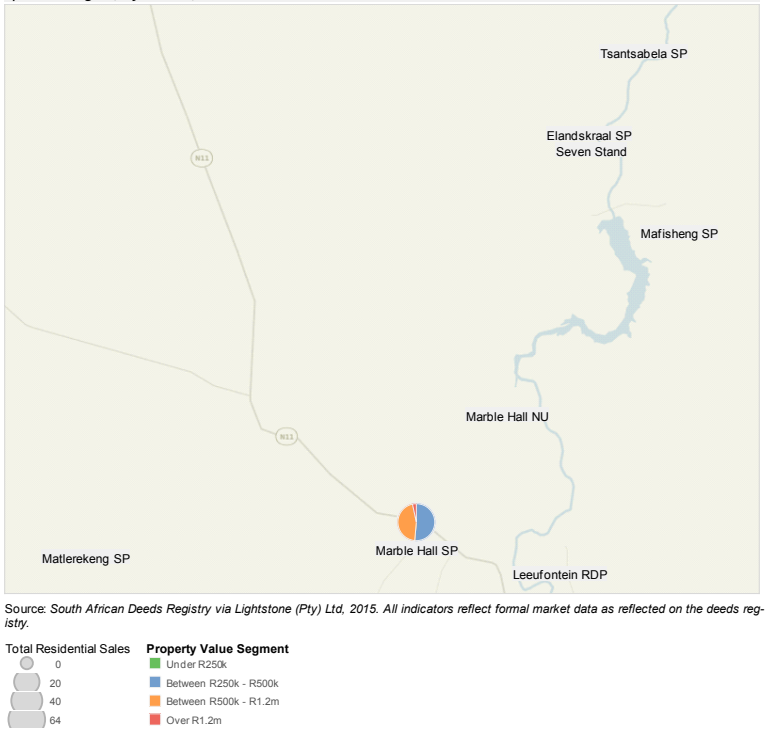 Tsantsabela SP
Elandskraal SP
Seven Stand
N11
Mafisheng SP
Marble Hall NU
N11
Marble Hall SP
Matlerekeng SP
Leeufontein RDP
Source: South African Deeds Registry via Lightstone (Pty) Ltd, 2015. All indicators reflect formal market data as reflected on the deeds reg-
istry.
Total Residential Sales
0
20
40
64
Property Value Segment
Under R250k
Between R250k - R500k
Between R500k - R1.2m
Over R1.2m